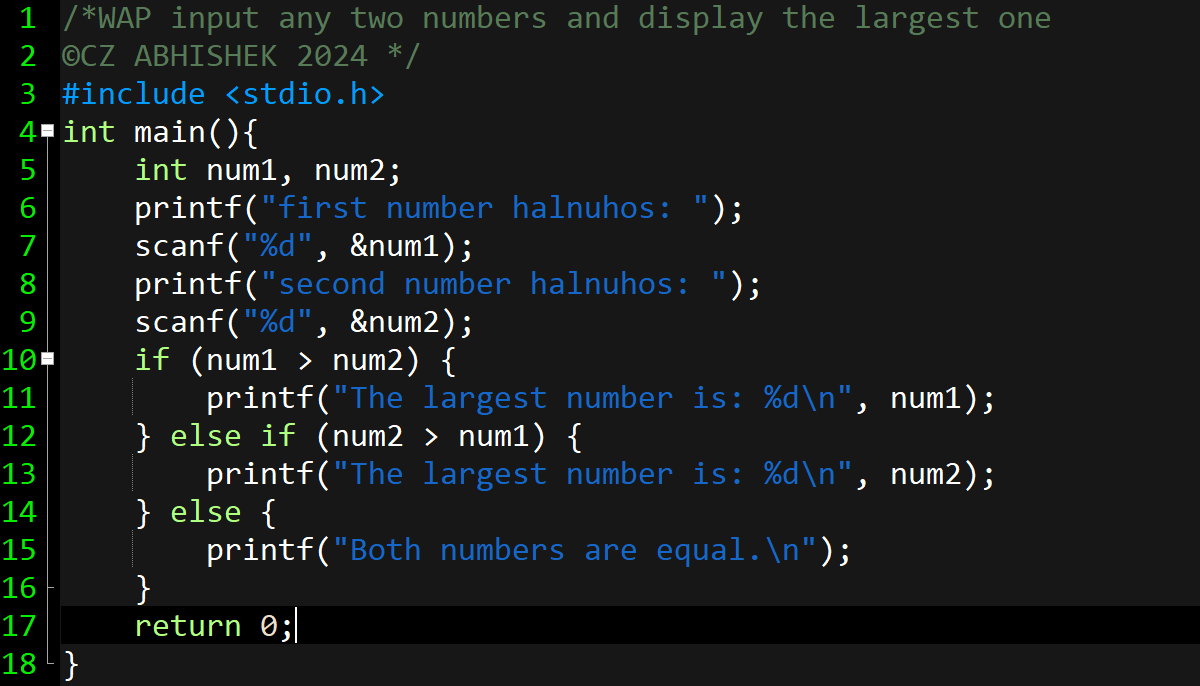 1 /*WAP input any two numbers and display the largest one
2 ©CZ ABHISHEK 2024 */
3 #include <stdio.h>
4 int main(){
5     int num1, num2;
6     printf("first number halnuhos: ");
7     scanf("%d", &num1);
8     printf("second number halnuhos: ");
9     scanf("%d", &num2);
10     if (num1 > num2) {
11         printf("The largest number is: %d\n", num1);
12     } else if (num2 > num1) {
13         printf("The largest number is: %d\n", num2);
14     } else {
15         printf("Both numbers are equal.\n");
16     }
17     return 0;
18 }